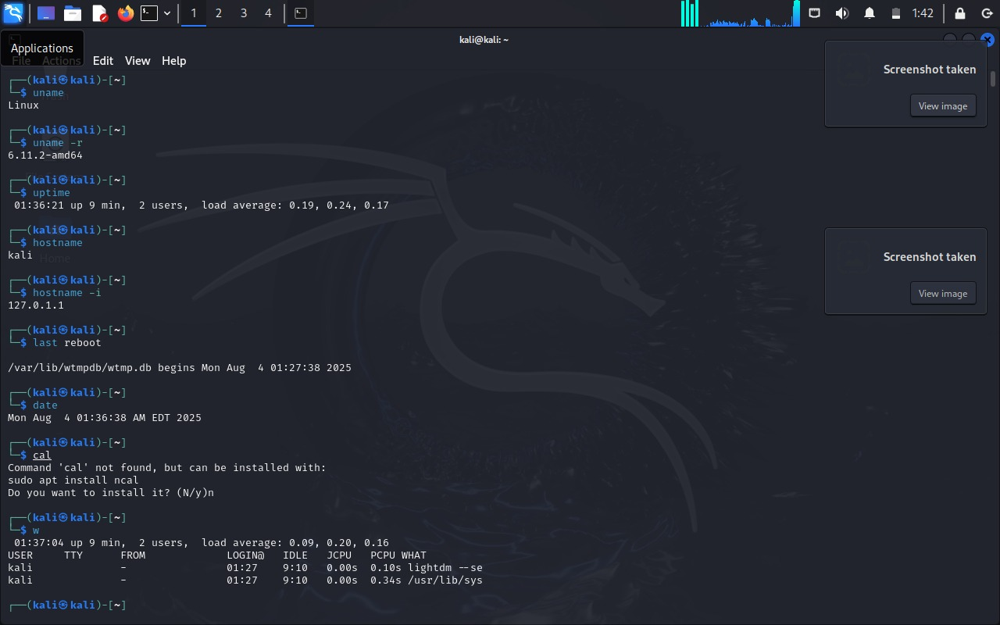 1 2 3 4 1:42
kali@kali: ~
Applications
File Actions Edit View Help
Screenshot taken
View image
Screenshot taken
View image
┌──(kali㉿kali)-[~]
└─$ uname
Linux
┌──(kali㉿kali)-[~]
└─$ uname -r
6.11.2-amd64
┌──(kali㉿kali)-[~]
└─$ uptime
01:36:21 up 9 min,  2 users,  load average: 0.19, 0.24, 0.17
┌──(kali㉿kali)-[~]
└─$ hostname
kali
Home
┌──(kali㉿kali)-[~]
└─$ hostname -i
127.0.1.1
┌──(kali㉿kali)-[~]
└─$ last reboot
/var/lib/wtmpdb/wtmp.db begins Mon Aug  4 01:27:38 2025
┌──(kali㉿kali)-[~]
└─$ date
Mon Aug  4 01:36:38 AM EDT 2025
┌──(kali㉿kali)-[~]
└─$ cal
Command 'cal' not found, but can be installed with:
sudo apt install ncal
Do you want to install it? (N/y)n
┌──(kali㉿kali)-[~]
└─$ w
01:37:04 up 9 min,  2 users,  load average: 0.09, 0.20, 0.16
USER     TTY      FROM             LOGIN@   IDLE   JCPU   PCPU WHAT
kali              -                01:27    9:10   0.00s  0.10s lightdm --se
kali              -                01:27    9:10   0.00s  0.34s /usr/lib/sys
┌──(kali㉿kali)-[~]